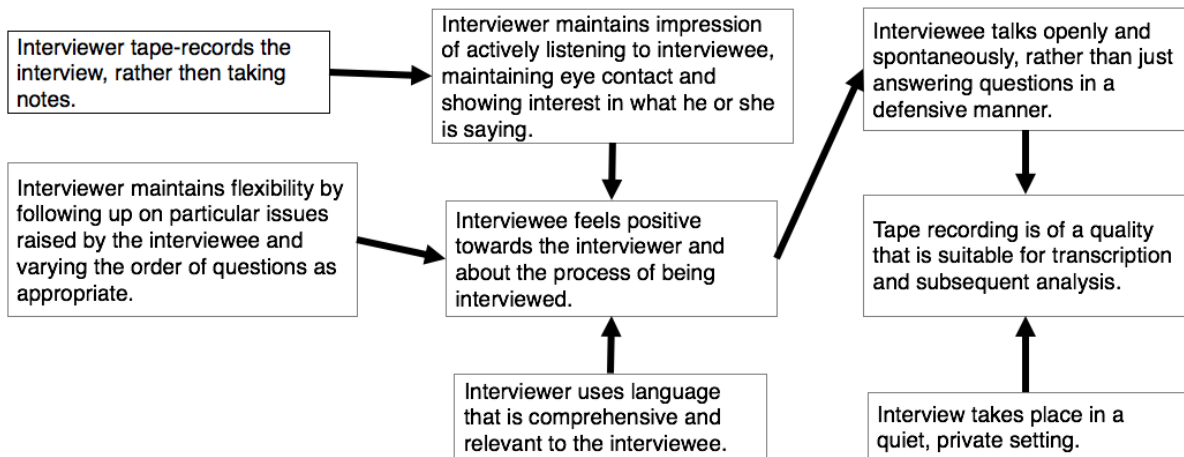 Interviewer tape-records the
interview, rather then taking
notes.
Interviewer maintains impression
of actively listening to interviewee,
maintaining eye contact and
showing interest in what he or she
is saying.
Interviewee talks openly and
spontaneously, rather than just
answering questions in a
defensive manner.
Interviewer maintains flexibility by
following up on particular issues
raised by the interviewee and
varying the order of questions as
appropriate.
Interviewee feels positive
towards the interviewer and
about the process of being
interviewed.
Tape recording is of a quality
that is suitable for transcription
and subsequent analysis.
Interviewer uses language
that is comprehensive and
relevant to the interviewee.
Interview takes place in a
quiet, private setting.